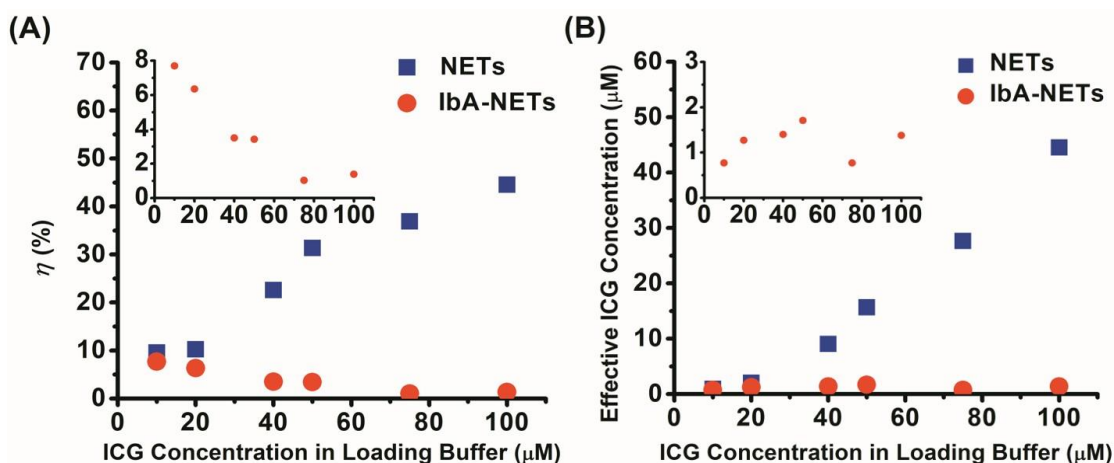 (A)
70
60
50
40
30
20
10
0
η (%)
0 20 40 60 80 100
ICG Concentration in Loading Buffer (μM)
8
6
4
2
0
0 20 40 60 80 100
NETs
IbA-NETs
(B)
60
50
40
30
20
10
0
Effective ICG Concentration (μM)
0 20 40 60 80 100
ICG Concentration in Loading Buffer (μM)
3
2
1
0
0 20 40 60 80 100
NETs
IbA-NETs